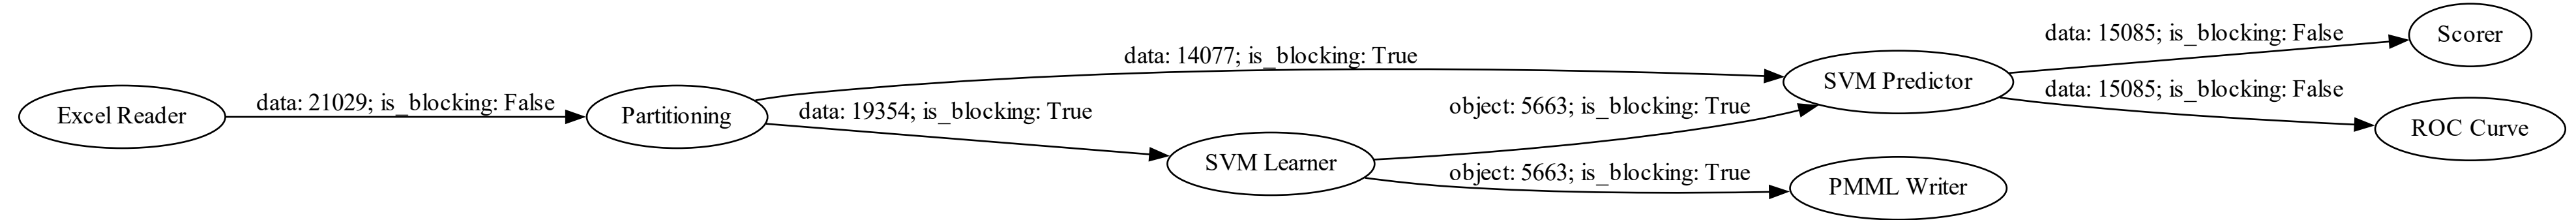 Excel Reader
data: 21029; is_blocking: False
Partitioning
data: 14077; is_blocking: True
data: 19354; is_blocking: True
SVM Learner
object: 5663; is_blocking: True
object: 5663; is_blocking: True
SVM Predictor
PMML Writer
data: 15085; is_blocking: False
data: 15085; is_blocking: False
Scorer
ROC Curve